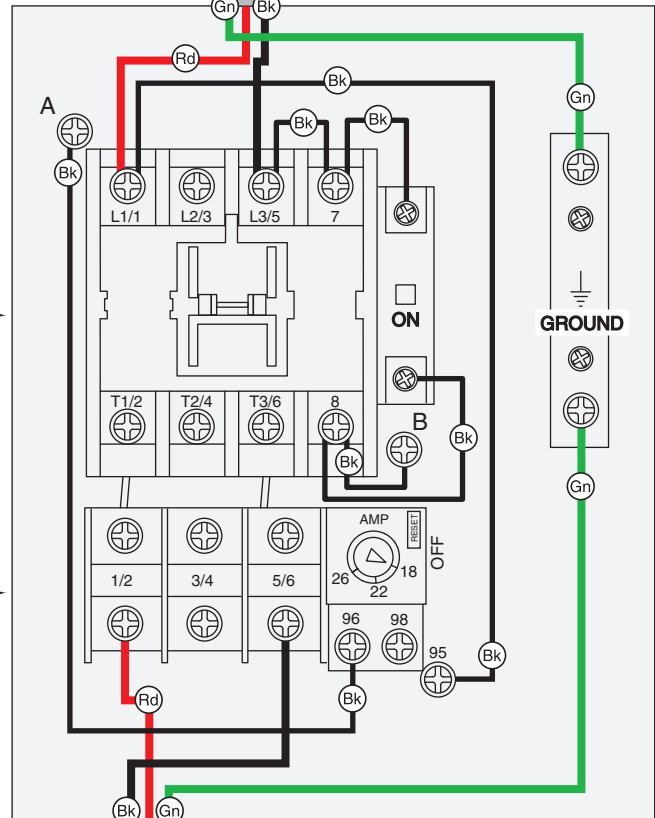 Gn Bk
Rd
Bk
Gn
A
Bk Bk
Bk
L1/1 L2/3 L3/5 7
ON
GROUND
T1/2 T2/4 T3/6 8
B
Bk
Bk
Gn
AMP
RESET
OFF
26 22 18
1/2 3/4 5/6
96 98
95
Bk
Rd
Bk
Bk Gn